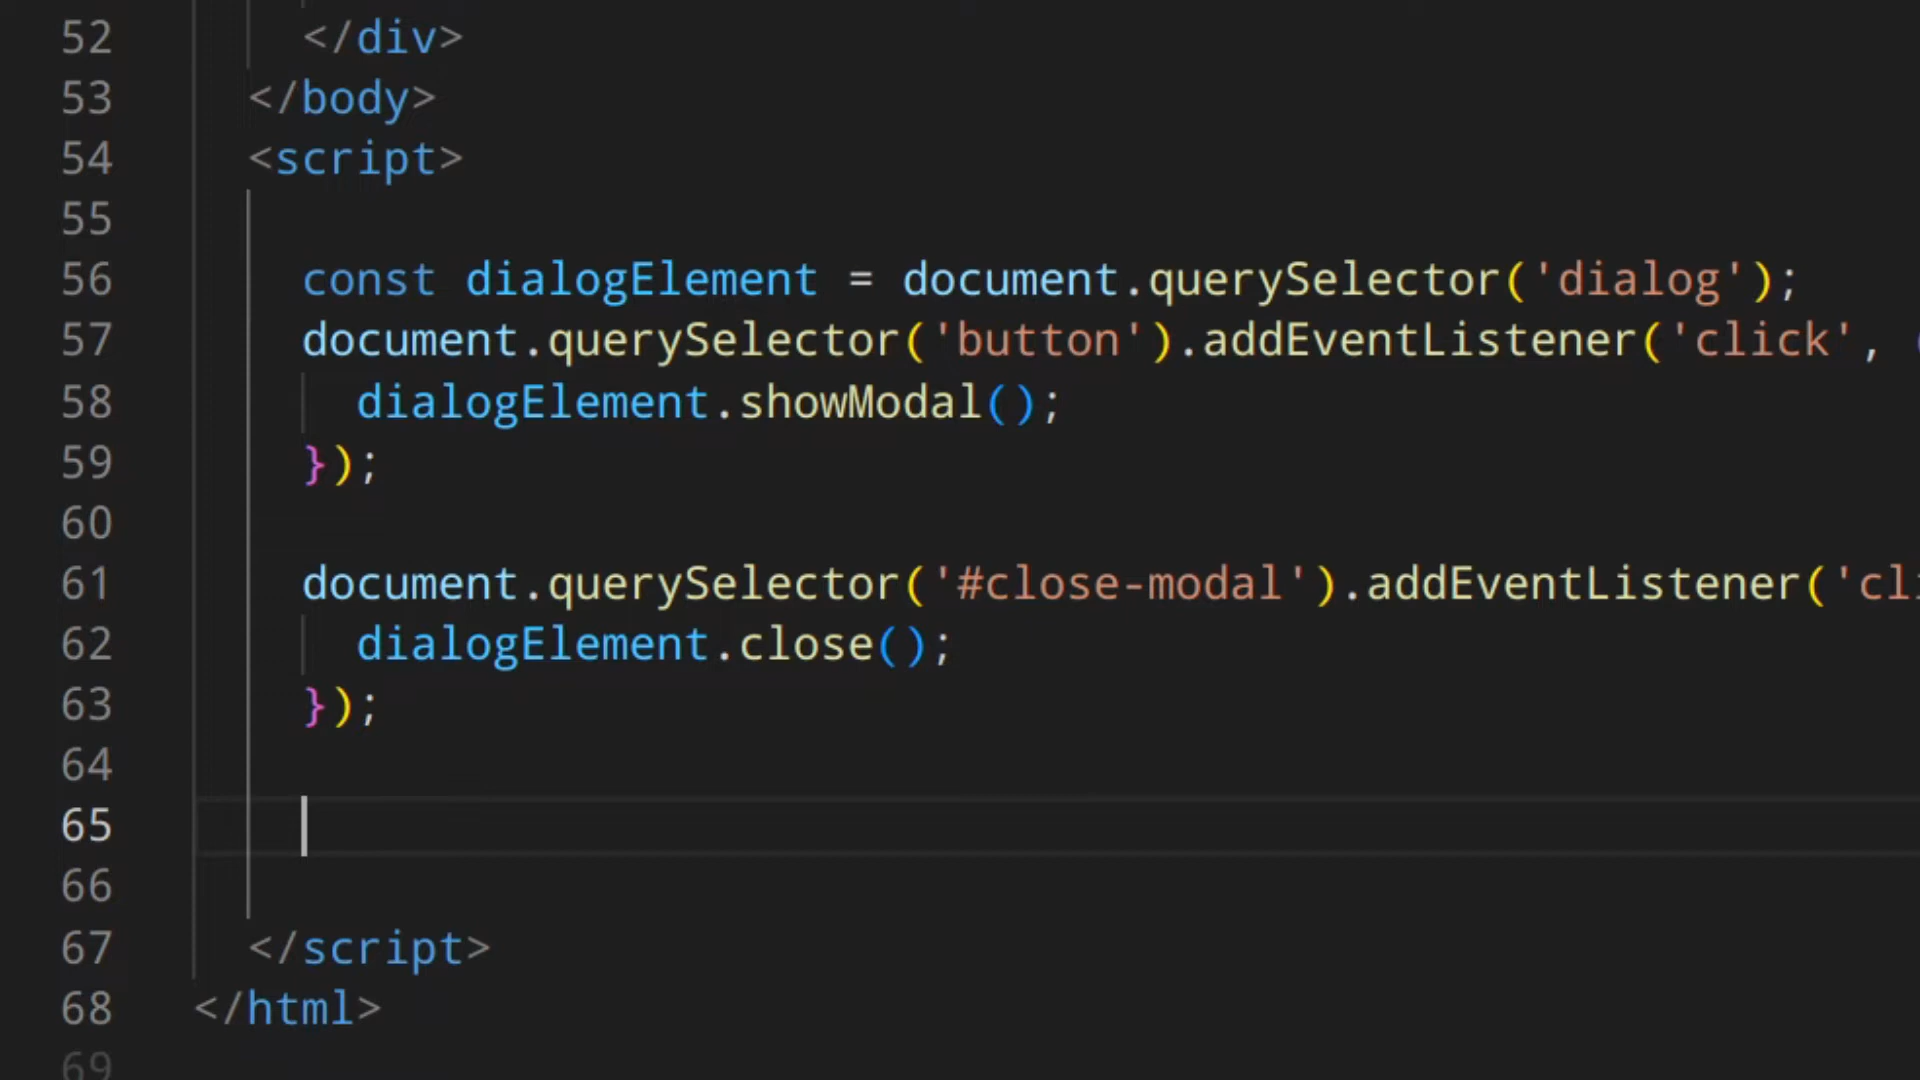 52 </div>
53 </body>
54 <script>
55
56 const dialogElement = document.querySelector('dialog');
57 document.querySelector('button').addEventListener('click',
58 dialogElement.showModal();
59 });
60
61 document.querySelector('#close-modal').addEventListener('cli
62 dialogElement.close();
63 });
64
65
66
67 </script>
68 </html>
69